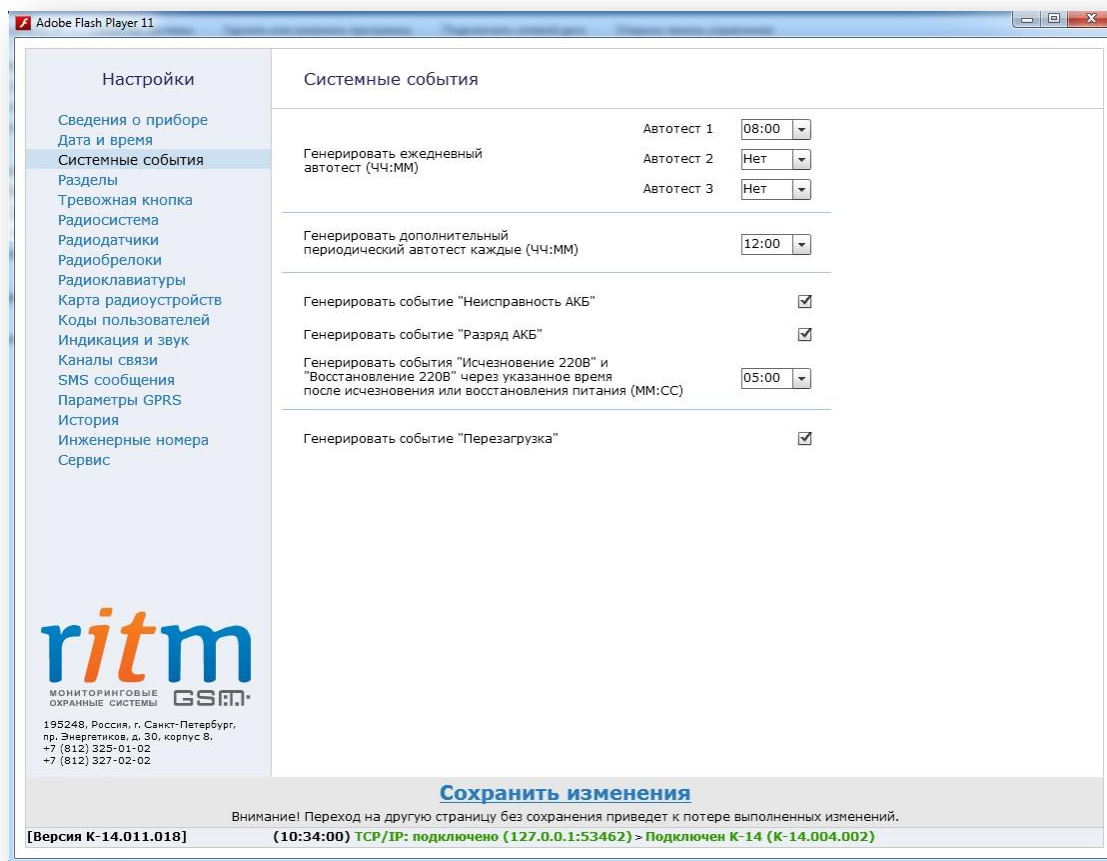 Adobe Flash Player 11
Настройки
Сведения о приборе
Дата и время
Системные события
Разделы
Тревожная кнопка
Радиосистема
Радиодатчики
Радиобрелоки
Радиоклавиатуры
Карта радиоустройств
Коды пользователей
Индикация и звук
Каналы связи
SMS сообщения
Параметры GPRS
История
Инженерные номера
Сервис
ritm
МОНИТОРИНГОВЫЕ
ОХРАННЫЕ СИСТЕМЫ
GSM
195248, Россия, г. Санкт-Петербург,
пр. Энергетиков, д. 30, корпус 8.
+7 (812) 325-01-02
+7 (812) 327-02-02
Системные события
Генерировать ежедневный
автотест (ЧЧ:ММ)
Автотест 1 08:00
Автотест 2 Нет
Автотест 3 Нет
Генерировать дополнительный
периодический автотест каждые (ЧЧ:ММ) 12:00
Генерировать событие "Неисправность АКБ"
Генерировать событие "Разряд АКБ"
Генерировать события "Исчезновение 220В" и
"Восстановление 220В" через указанное время
после исчезновения или восстановления питания (ММ:СС) 05:00
Генерировать событие "Перезагрузка"
Сохранить изменения
Внимание! Переход на другую страницу без сохранения приведет к потере выполненных изменений.
[Версия K-14.011.018] (10:34:00) TCP/IP: подключено (127.0.0.1:53462) > Подключен K-14 (K-14.004.002)